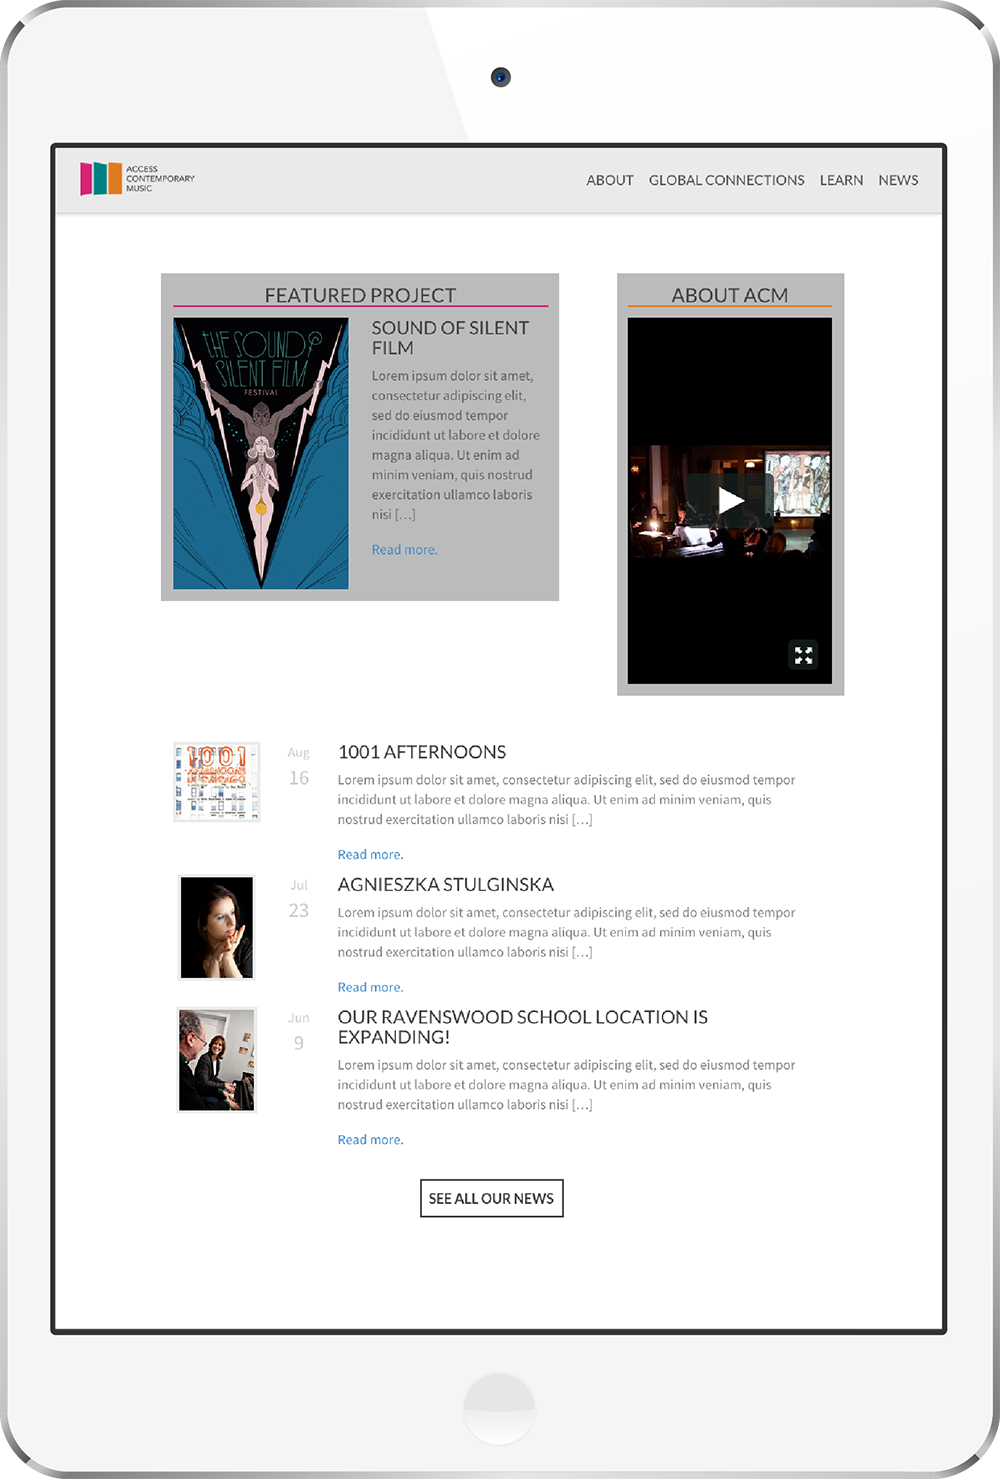 ACCESS
CONTEMPORARY
MUSIC
ABOUT GLOBAL CONNECTIONS LEARN NEWS
FEATURED PROJECT
THE SOUND OF
SILENT FILM
FESTIVAL
SOUND OF SILENT
FILM
Lorem ipsum dolor sit amet,
consectetur adipiscing elit,
sed do eiusmod tempor
incididunt ut labore et dolore
magna aliqua. Ut enim ad
minim veniam, quis nostrud
exercitation ullamco laboris
nisi […]
Read more.
ABOUT ACM
1001
AFTERNOONS
IN CHICAGO
Aug
16
1001 AFTERNOONS
Lorem ipsum dolor sit amet, consectetur adipiscing elit, sed do eiusmod tempor
incididunt ut labore et dolore magna aliqua. Ut enim ad minim veniam, quis
nostrud exercitation ullamco laboris nisi […]
Read more.
Jul
23
AGNIESZKA STULGINSKA
Lorem ipsum dolor sit amet, consectetur adipiscing elit, sed do eiusmod tempor
incididunt ut labore et dolore magna aliqua. Ut enim ad minim veniam, quis
nostrud exercitation ullamco laboris nisi […]
Read more.
Jun
9
OUR RAVENSWOOD SCHOOL LOCATION IS
EXPANDING!
Lorem ipsum dolor sit amet, consectetur adipiscing elit, sed do eiusmod tempor
incididunt ut labore et dolore magna aliqua. Ut enim ad minim veniam, quis
nostrud exercitation ullamco laboris nisi […]
Read more.
SEE ALL OUR NEWS